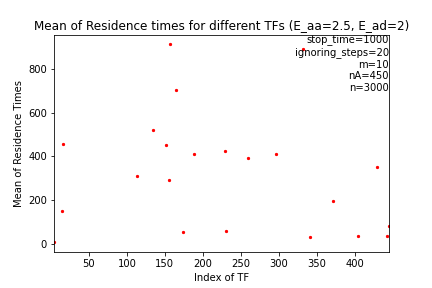 Mean of Residence times for different TFs (E_aa=2.5, E_ad=2)
stop_time=1000
ignoring_steps=20
m=10
nA=450
n=3000
Mean of Residence Times
800
600
400
200
0
50 100 150 200 250 300 350 400
Index of TF